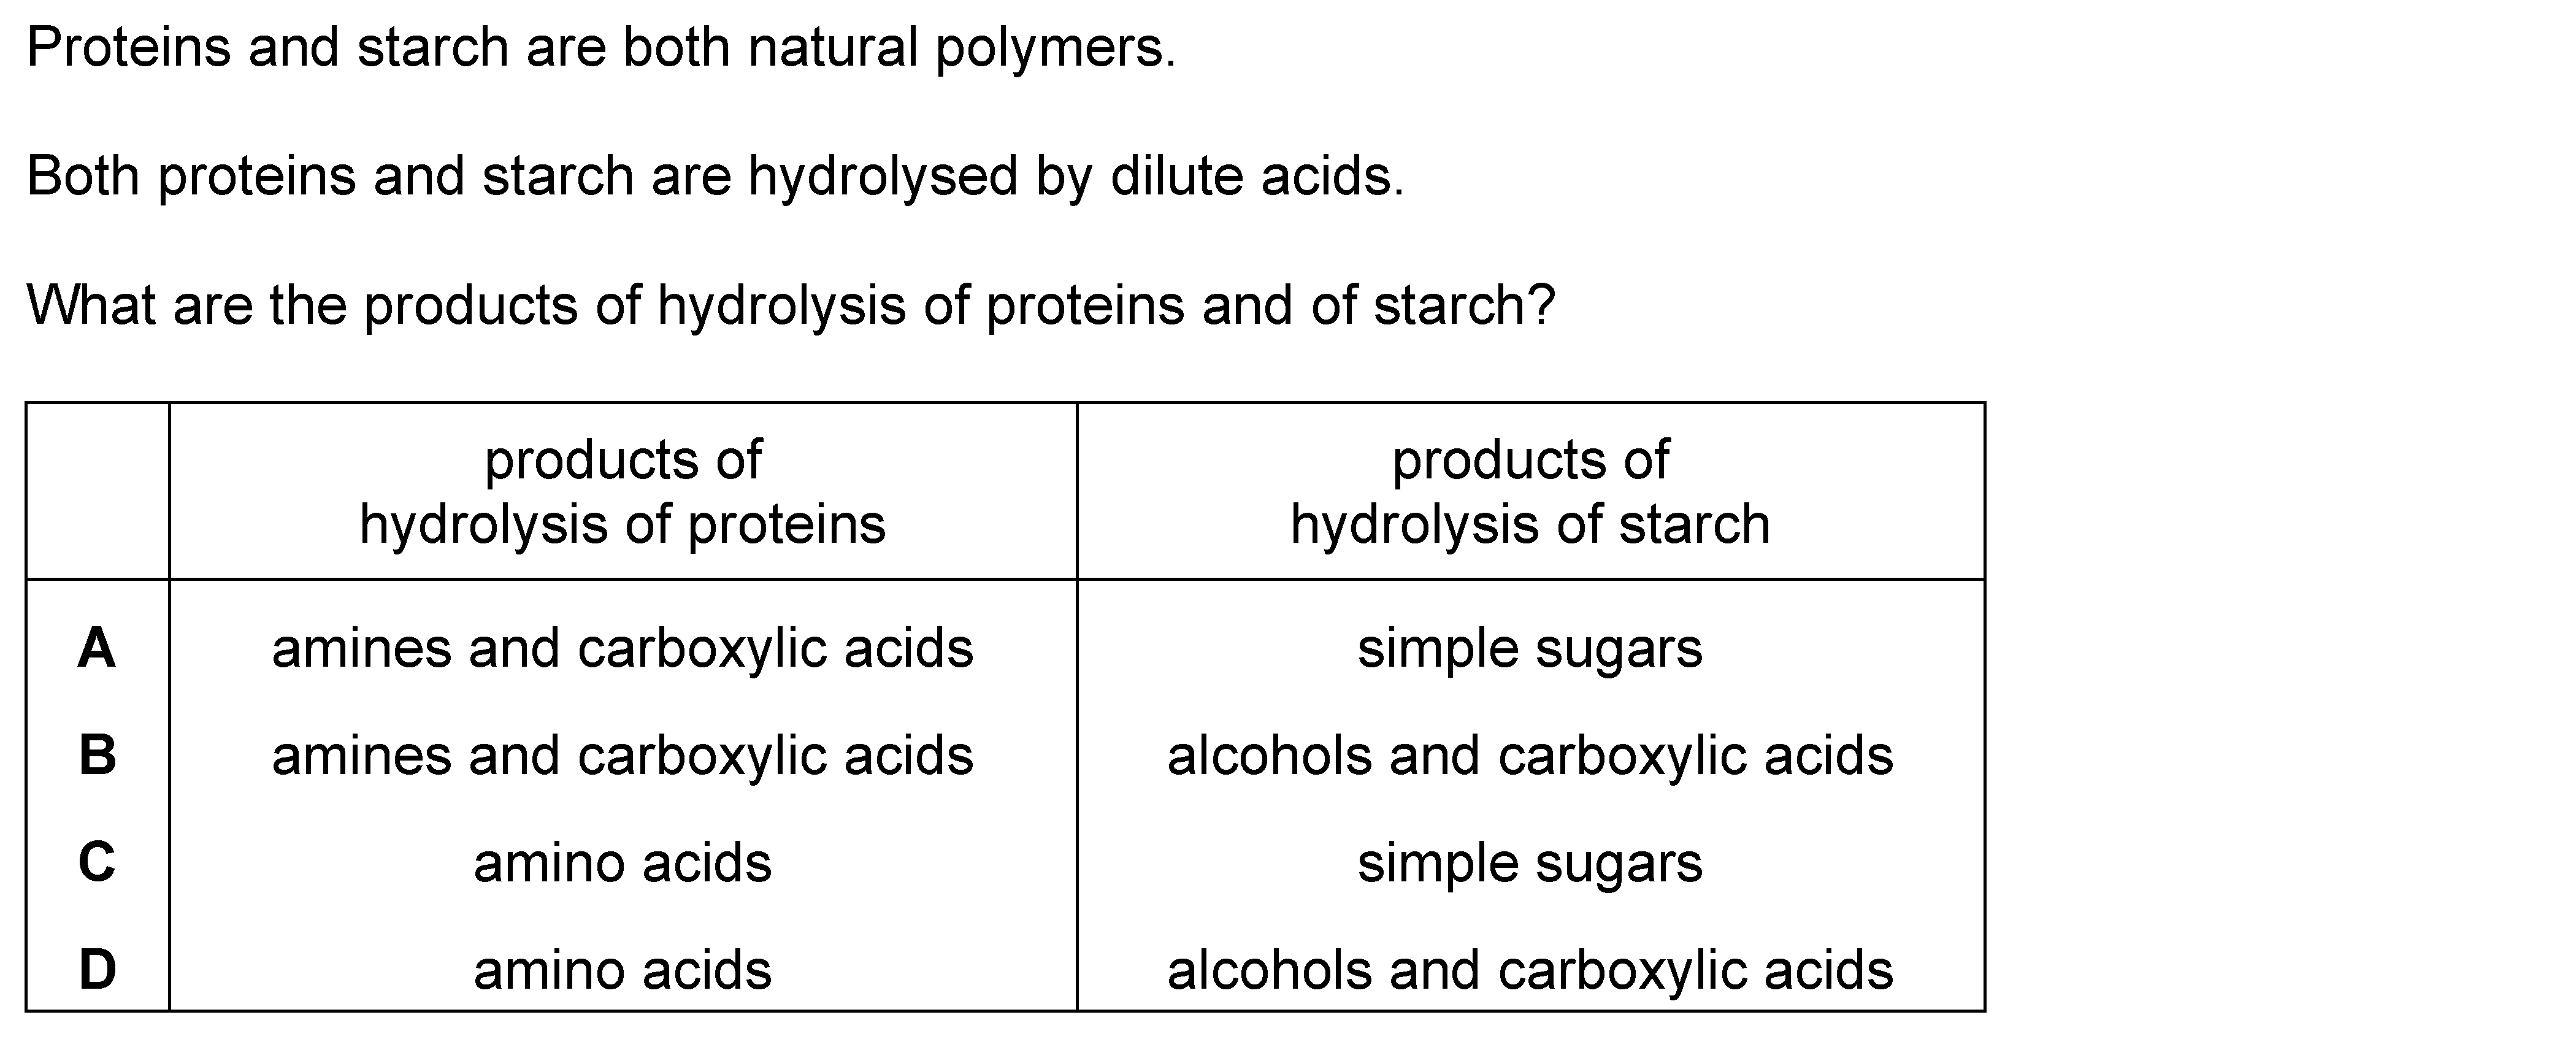 Proteins and starch are both natural polymers.
Both proteins and starch are hydrolysed by dilute acids.
What are the products of hydrolysis of proteins and of starch?
products of
hydrolysis of proteins
products of
hydrolysis of starch
A amines and carboxylic acids simple sugars
B amines and carboxylic acids alcohols and carboxylic acids
C amino acids simple sugars
D amino acids alcohols and carboxylic acids